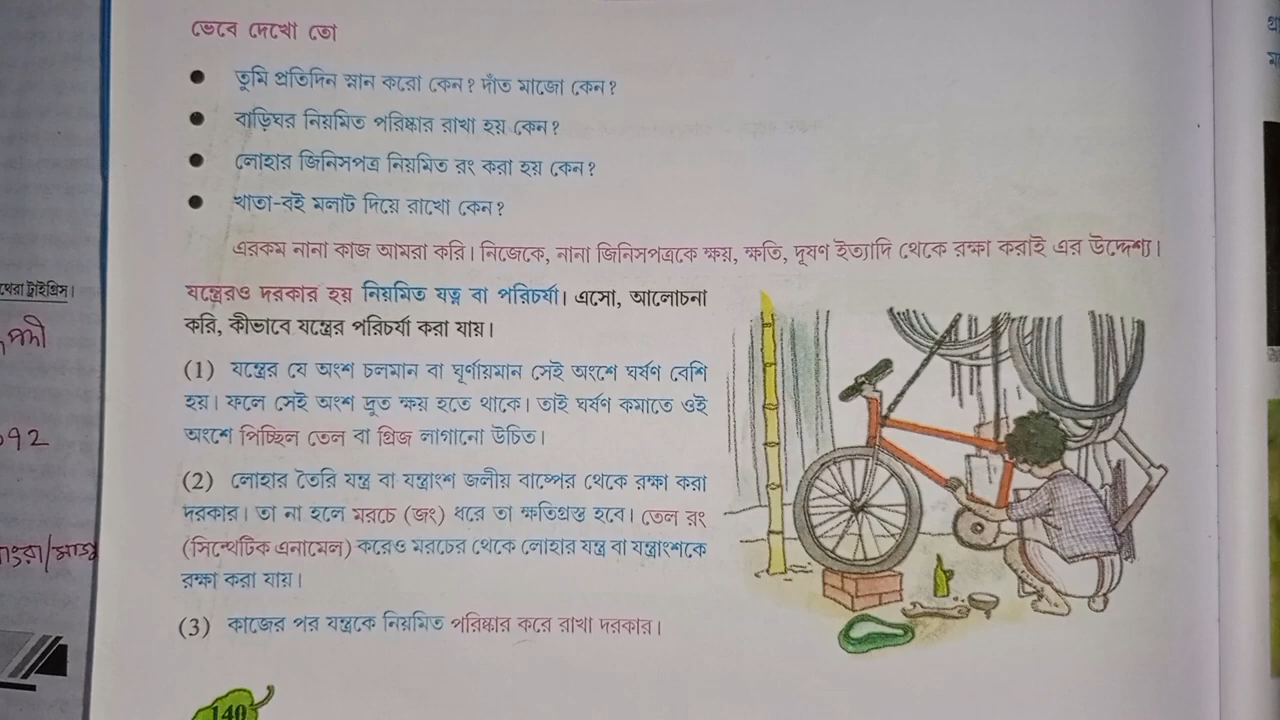 ভেবে দেখো তো
● তুমি প্রতিদিন স্নান করো কেন? দাঁত মাজো কেন?
● বাড়িঘর নিয়মিত পরিষ্কার রাখা হয় কেন?
● লোহার জিনিসপত্র নিয়মিত রং করা হয় কেন?
● খাতা-বই মলাট দিয়ে রাখো কেন?
এরকম নানা কাজ আমরা করি। নিজেকে, নানা জিনিসপত্রকে ক্ষয়, ক্ষতি, দূষণ ইত্যাদি থেকে রক্ষা করাই এর উদ্দেশ্য।
যন্ত্রেরও দরকার হয় নিয়মিত যত্ন বা পরিচর্যা। এসো, আলোচনা
করি, কীভাবে যন্ত্রের পরিচর্যা করা যায়।
(1) যন্ত্রের যে অংশ চলমান বা ঘূর্ণায়মান সেই অংশে ঘর্ষণ বেশি
হয়। ফলে সেই অংশ দ্রুত ক্ষয় হতে থাকে। তাই ঘর্ষণ কমাতে ওই
অংশে পিচ্ছিল তেল বা গ্রিজ লাগানো উচিত।
(2) লোহার তৈরি যন্ত্র বা যন্ত্রাংশ জলীয় বাষ্পের থেকে রক্ষা করা
দরকার। তা না হলে মরচে (জং) ধরে তা ক্ষতিগ্রস্ত হবে। তেল রং
(সিন্থেটিক এনামেল) করেও মরচের থেকে লোহার যন্ত্র বা যন্ত্রাংশকে
রক্ষা করা যায়।
(3) কাজের পর যন্ত্রকে নিয়মিত পরিষ্কার করে রাখা দরকার।
140